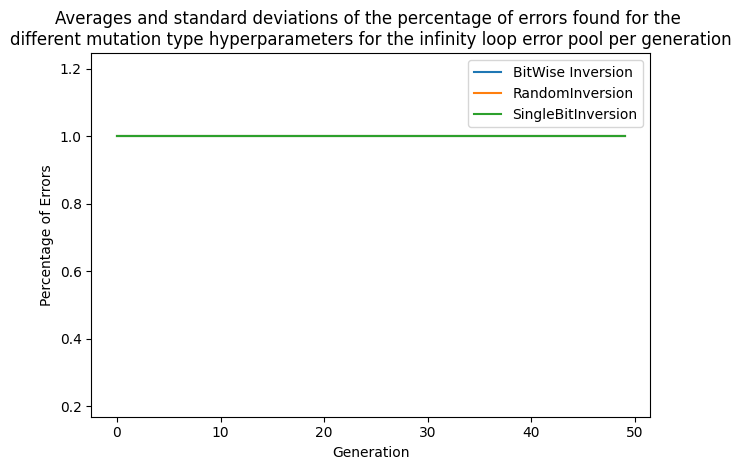 Averages and standard deviations of the percentage of errors found for the
different mutation type hyperparameters for the infinity loop error pool per generation
BitWise Inversion
RandomInversion
SingleBitInversion
Percentage of Errors
1.2
1.0
0.8
0.6
0.4
0.2
0
10
20
30
40
50
Generation